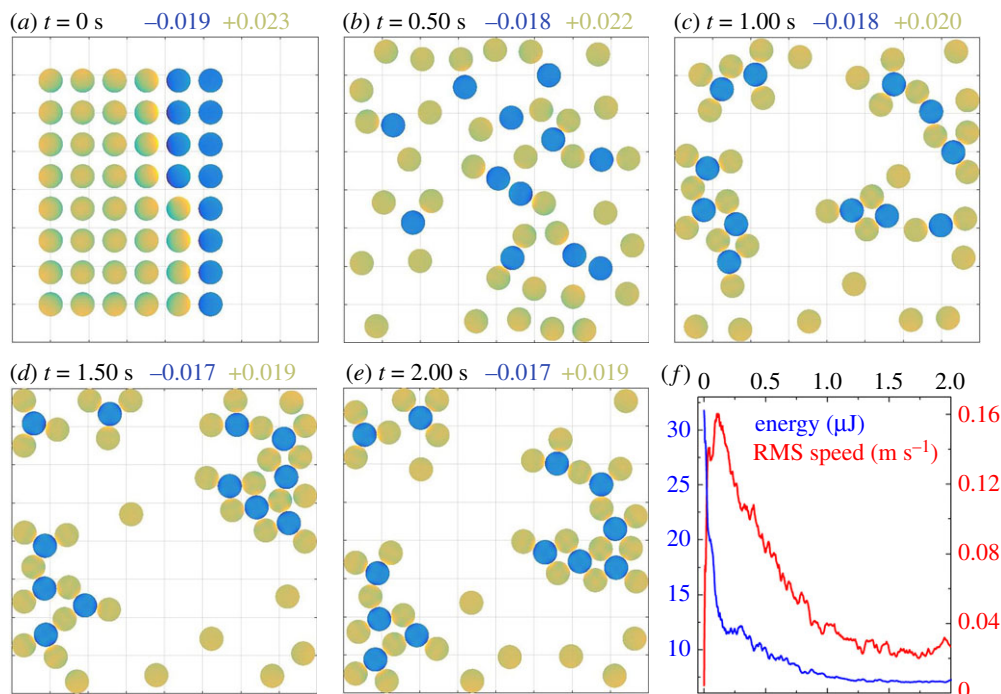 (a) t = 0 s −0.019 +0.023
(b) t = 0.50 s −0.018 +0.022
(c) t = 1.00 s −0.018 +0.020
(d) t = 1.50 s −0.017 +0.019
(e) t = 2.00 s −0.017 +0.019
(f) 0 0.5 1.0 1.5 2.0
energy (μJ)
RMS speed (m s⁻¹)
30
25
20
15
10
0.16
0.12
0.08
0.04
0